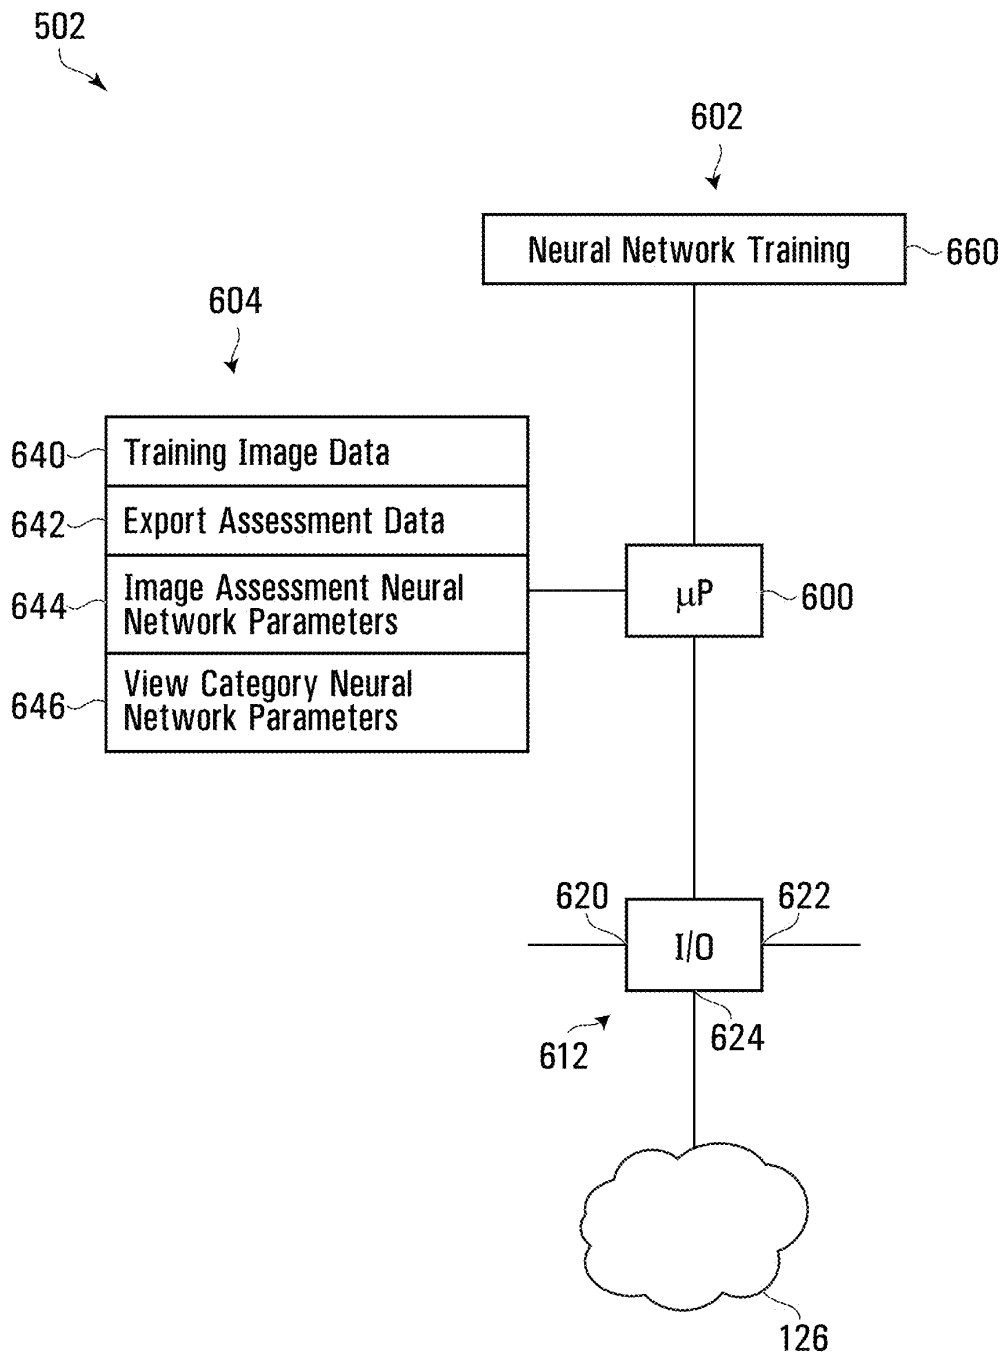 502
602
Neural Network Training
660
604
640
Training Image Data
642
Export Assessment Data
644
Image Assessment Neural
Network Parameters
646
View Category Neural
Network Parameters
μP
600
620
622
I/O
612
624
126